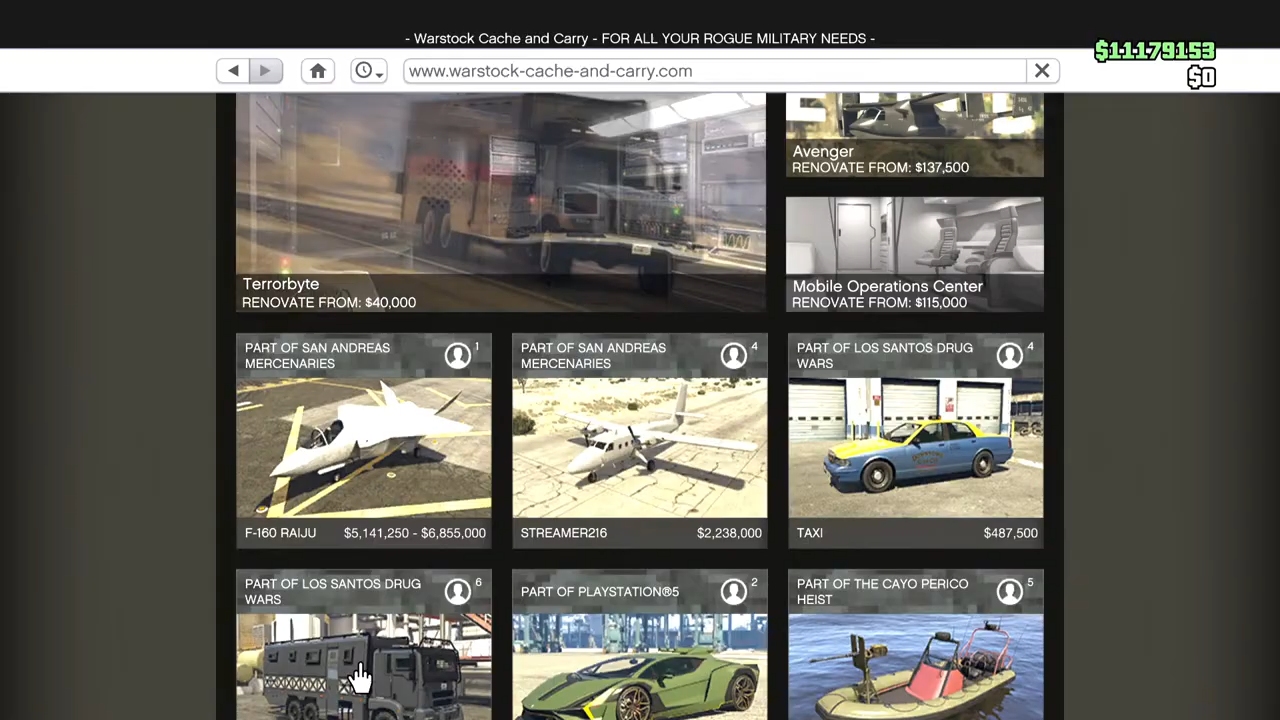 - Warstock Cache and Carry - FOR ALL YOUR ROGUE MILITARY NEEDS -
$11179153
$0
www.warstock-cache-and-carry.com
Avenger
RENOVATE FROM: $137,500
Terrorbyte
RENOVATE FROM: $40,000
Mobile Operations Center
RENOVATE FROM: $115,000
PART OF SAN ANDREAS
MERCENARIES
1
PART OF SAN ANDREAS
MERCENARIES
4
PART OF LOS SANTOS DRUG
WARS
4
F-160 RAIJU $5,141,250 - $6,855,000
STREAMER216 $2,238,000
TAXI $487,500
PART OF LOS SANTOS DRUG
WARS
6
PART OF PLAYSTATION®5
2
PART OF THE CAYO PERICO
HEIST
5